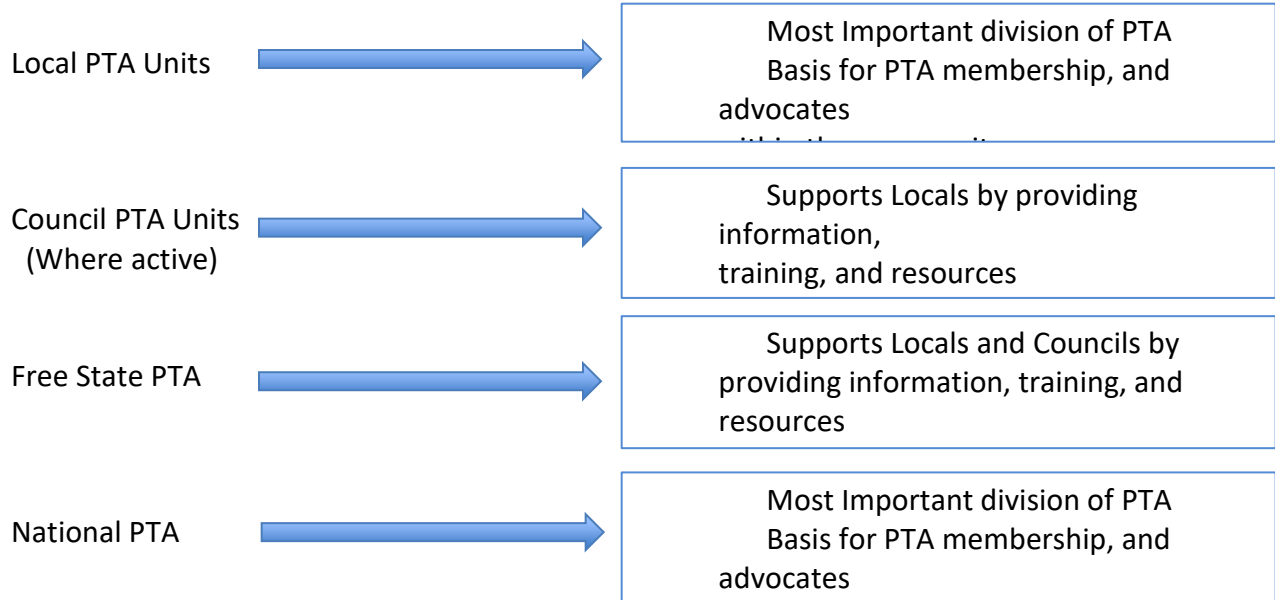 Local PTA Units
Most Important division of PTA
Basis for PTA membership, and
advocates
Council PTA Units
(Where active)
Supports Locals by providing
information,
training, and resources
Free State PTA
Supports Locals and Councils by
providing information, training, and
resources
National PTA
Most Important division of PTA
Basis for PTA membership, and
advocates